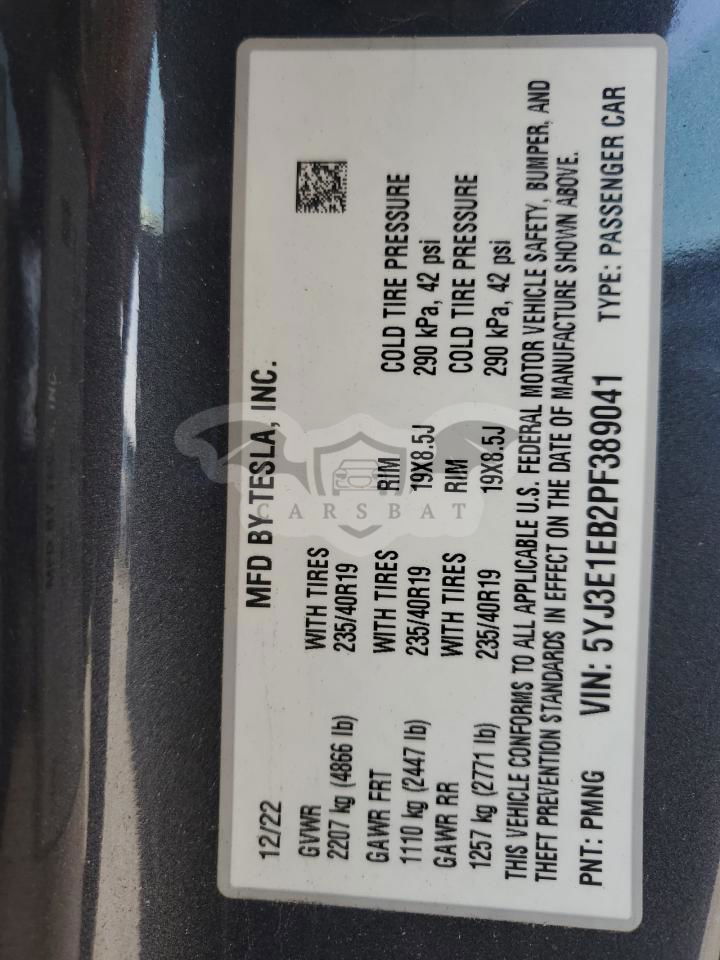 12/22 MFD BY TESLA, INC.
GVWR WITH TIRES
2207 kg (4866 lb) 235/40R19
GAWR FRT WITH TIRES RIM COLD TIRE PRESSURE
1110 kg (2447 lb) 235/40R19 19X8.5J 290 kPa, 42 psi
GAWR RR WITH TIRES RIM COLD TIRE PRESSURE
1257 kg (2771 lb) 235/40R19 19X8.5J 290 kPa, 42 psi
THIS VEHICLE CONFORMS TO ALL APPLICABLE U.S. FEDERAL MOTOR VEHICLE SAFETY, BUMPER, AND
THEFT PREVENTION STANDARDS IN EFFECT ON THE DATE OF MANUFACTURE SHOWN ABOVE.
PNT: PMNG VIN: 5YJ3E1EB2PF389041 TYPE: PASSENGER CAR
CARSBAT